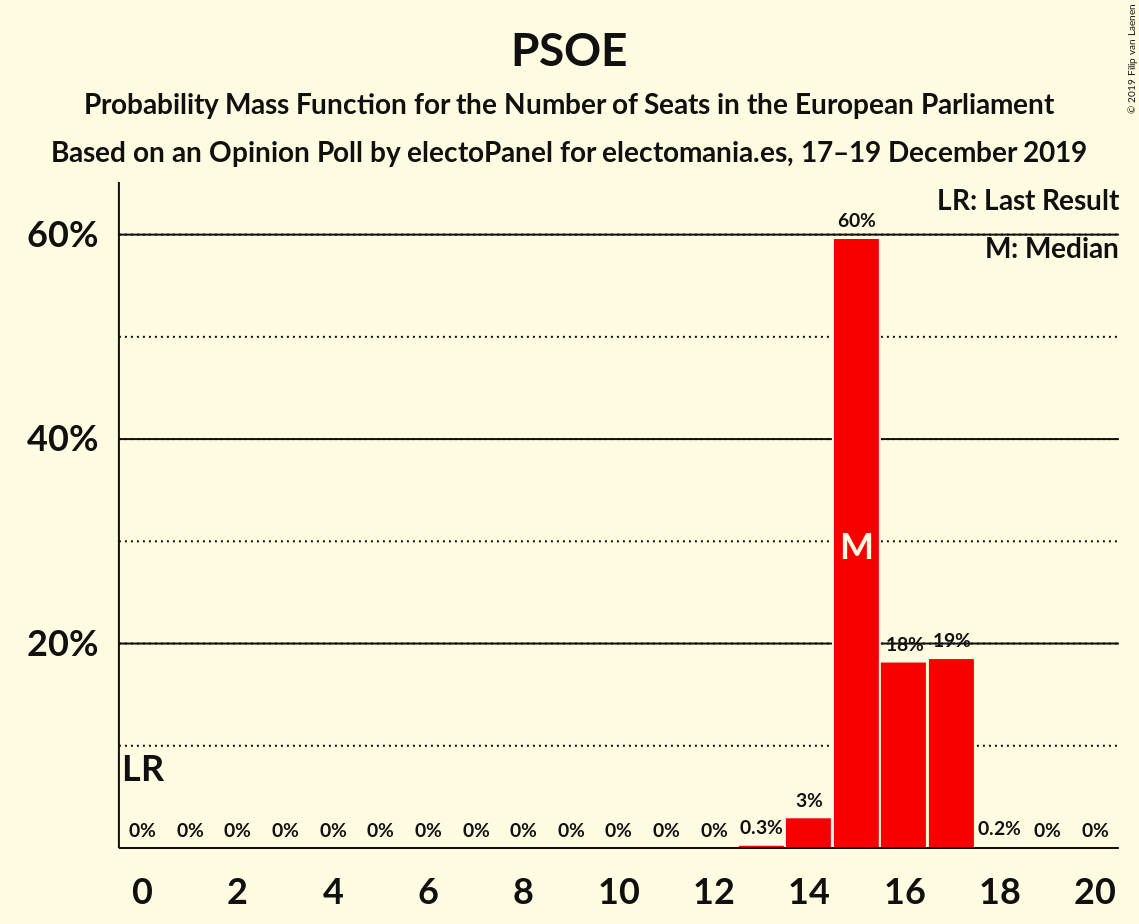 PSOE
Probability Mass Function for the Number of Seats in the European Parliament
Based on an Opinion Poll by electoPanel for electomania.es, 17–19 December 2019
© 2019 Filip van Laenen
LR: Last Result
M: Median
60%
40%
20%
60%
M
18%
19%
LR
3%
0% 0% 0% 0% 0% 0% 0% 0% 0% 0% 0% 0% 0% 0.3% 0.2% 0% 0%
0 2 4 6 8 10 12 14 16 18 20